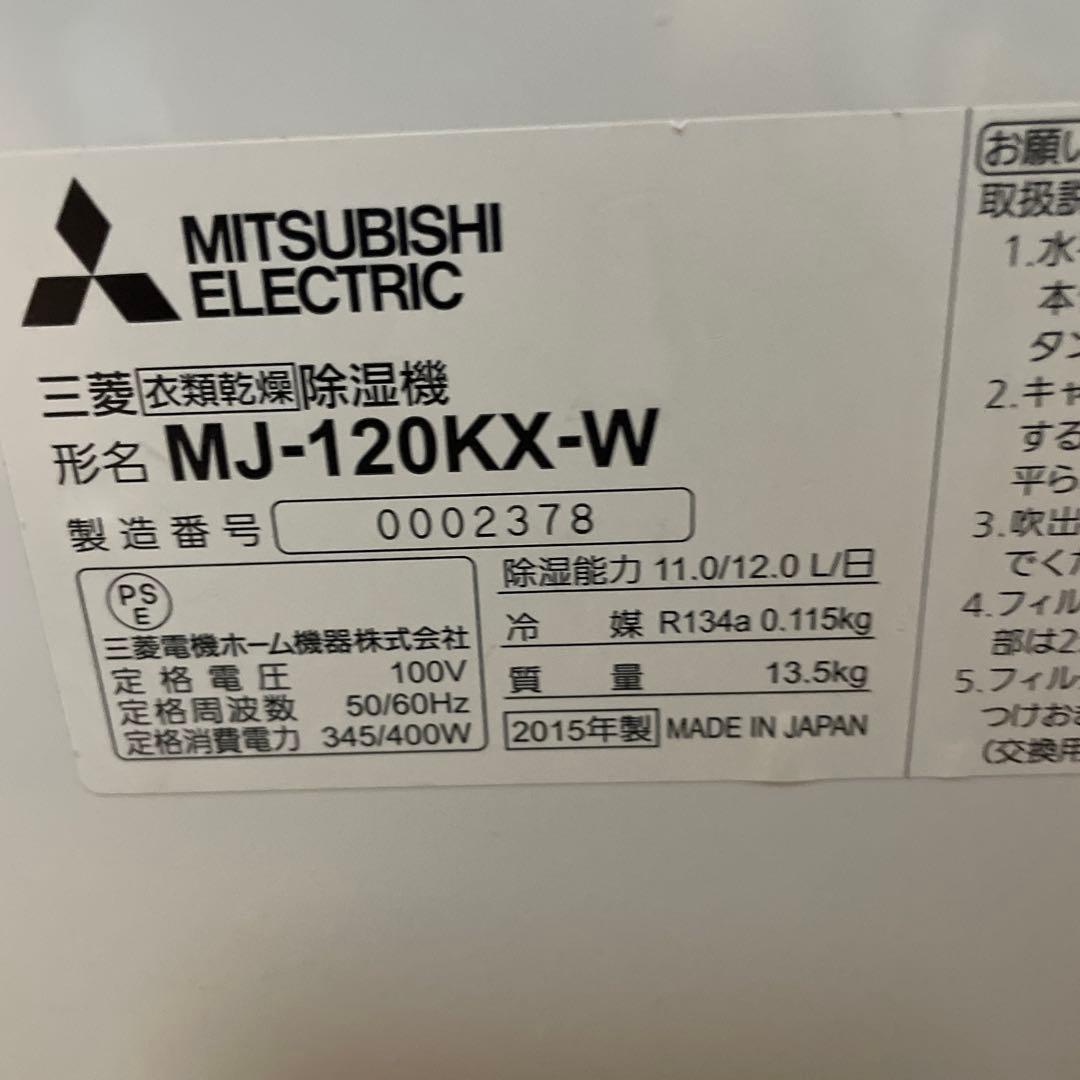 MITSUBISHI
ELECTRIC
三菱衣類乾燥除湿機
形名 MJ-120KX-W
製造番号 0002378
PS
E
三菱電機ホーム機器株式会社
定格電圧 100V
定格周波数 50/60Hz
定格消費電力 345/400W
除湿能力 11.0/12.0 L/日
冷媒 R134a 0.115kg
質量 13.5kg
2015年製 MADE IN JAPAN
お願い
取扱説
1.水
本
タン
2.キャ
する
平ら
3.吹出
でくだ
4.フィル
部は2
5.フィル
つけおき
(交換用